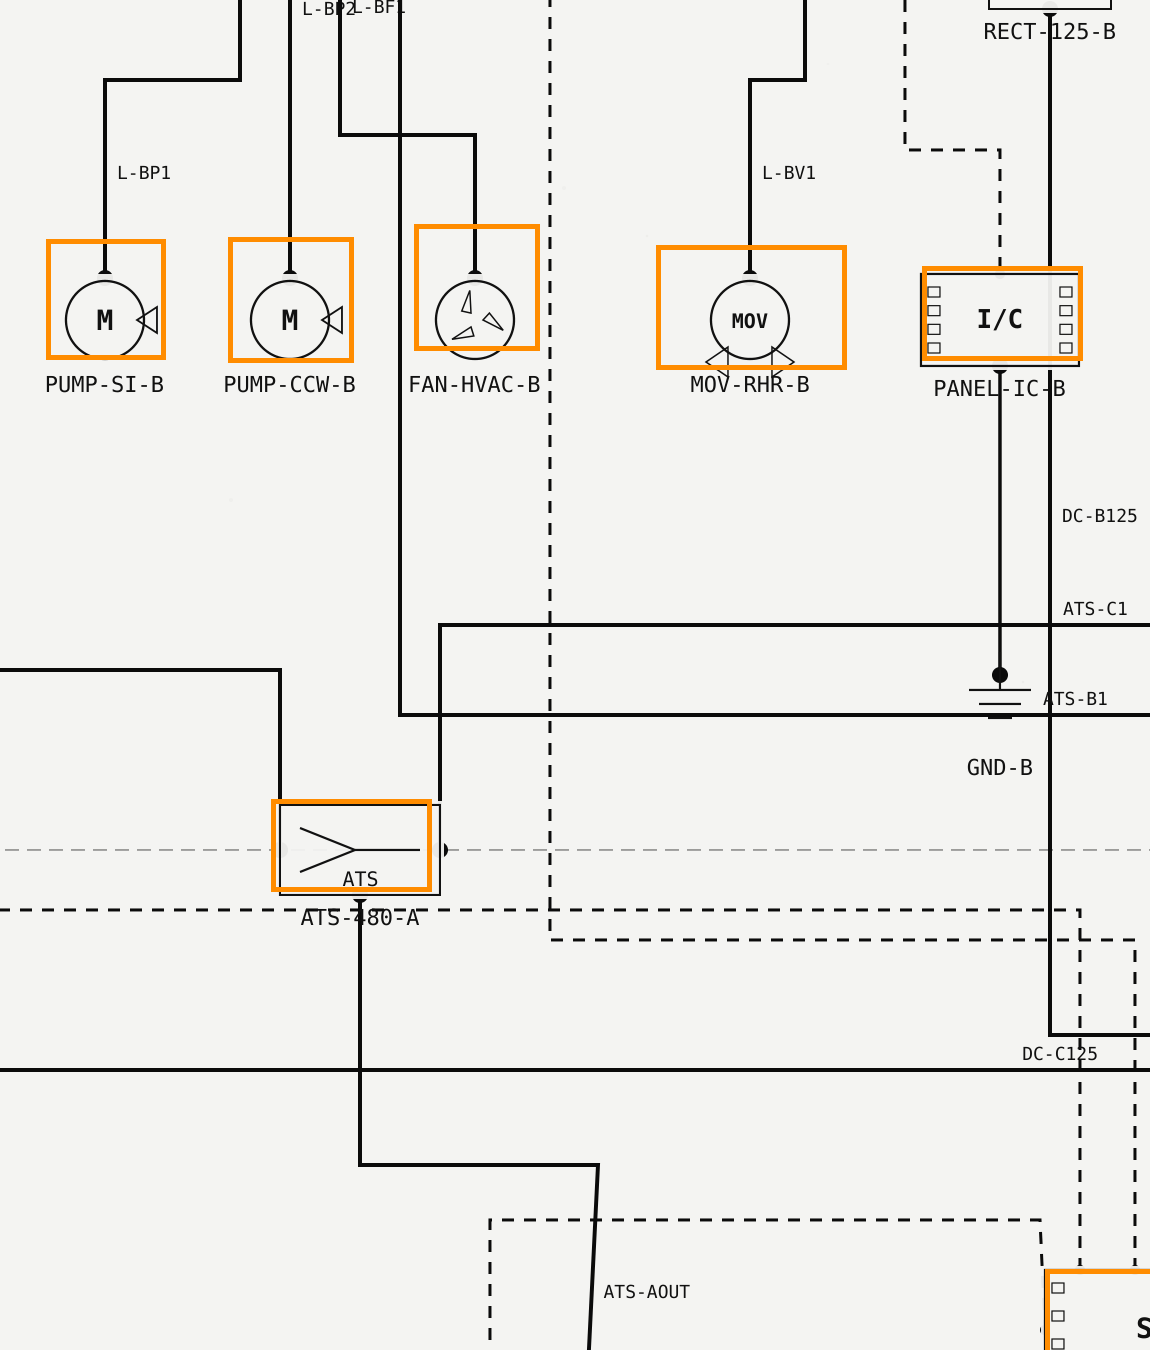 L-BP2
L-BF1
RECT-125-B
L-BP1
L-BV1
M
M
MOV
I/C
PUMP-SI-B
PUMP-CCW-B
FAN-HVAC-B
MOV-RHR-B
PANEL-IC-B
DC-B125
ATS-C1
ATS-B1
GND-B
ATS
ATS-480-A
DC-C125
ATS-AOUT
S